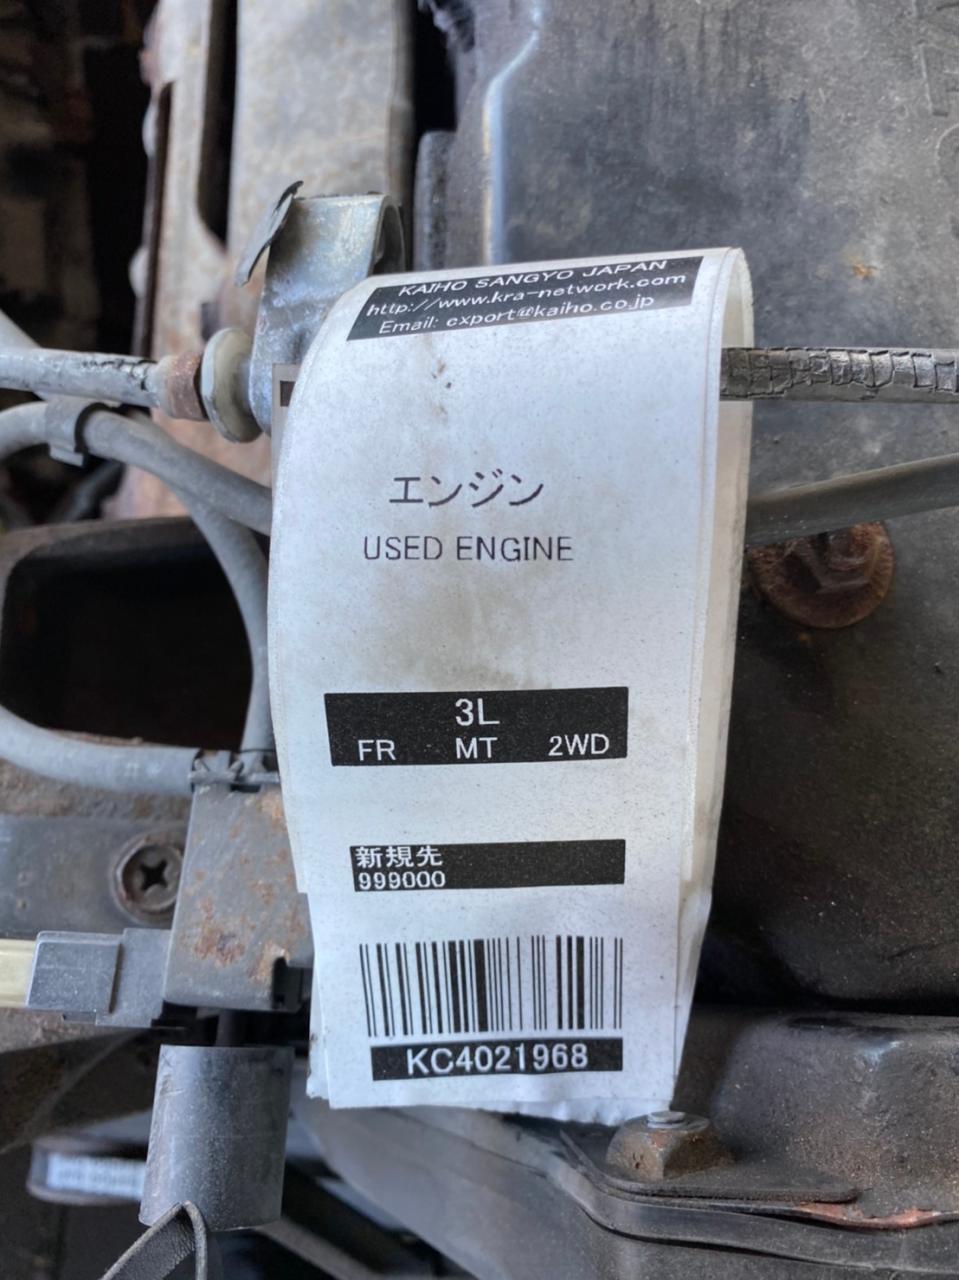 KAIHO SANGYO JAPAN
http://www.kra-network.com
Email: export@kaiho.co.jp
エンジン
USED ENGINE
3L
FR MT 2WD
新規先
999000
KC4021968